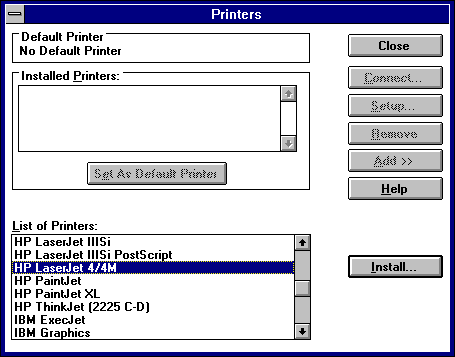 Printers
Default Printer
No Default Printer
Close
Installed Printers:
Connect...
Setup...
Remove
Set As Default Printer
Add >>
Help
List of Printers:
HP LaserJet IIISi
HP LaserJet IIISi PostScript
HP LaserJet 4/4M
HP PaintJet
HP PaintJet XL
HP ThinkJet (2225 C-D)
IBM ExecJet
IBM Graphics
Install...